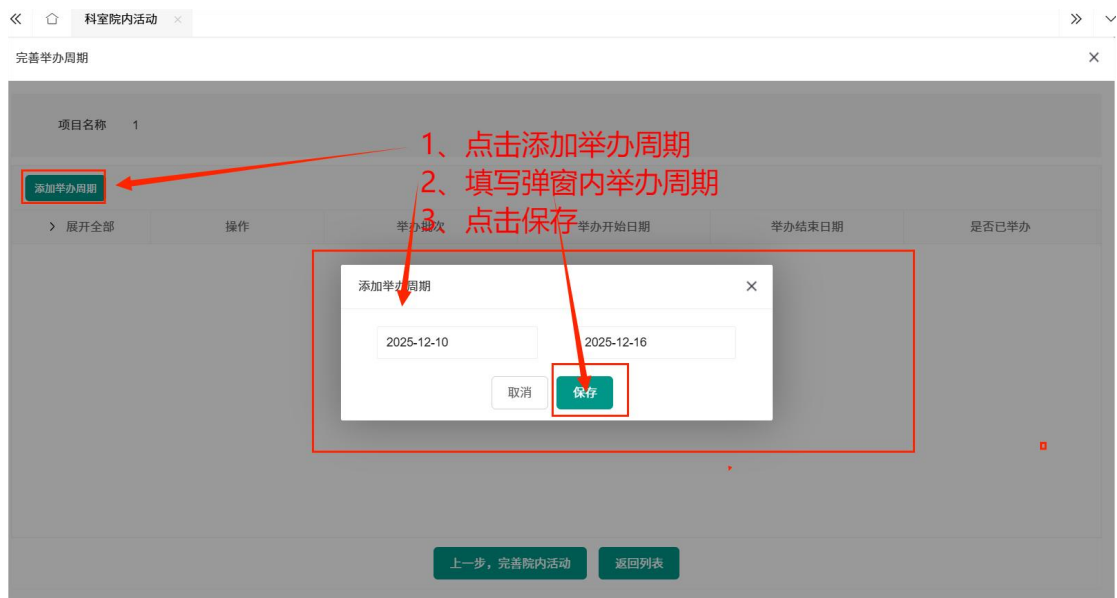 科室院内活动
完善举办周期
项目名称 1
1、点击添加举办周期
2、填写弹窗内举办周期
3、点击保存
添加举办周期
展开全部 操作 举办批次 举办开始日期 举办结束日期 是否已举办
添加举办周期
2025-12-10 2025-12-16
取消 保存
上一步，完善院内活动 返回列表